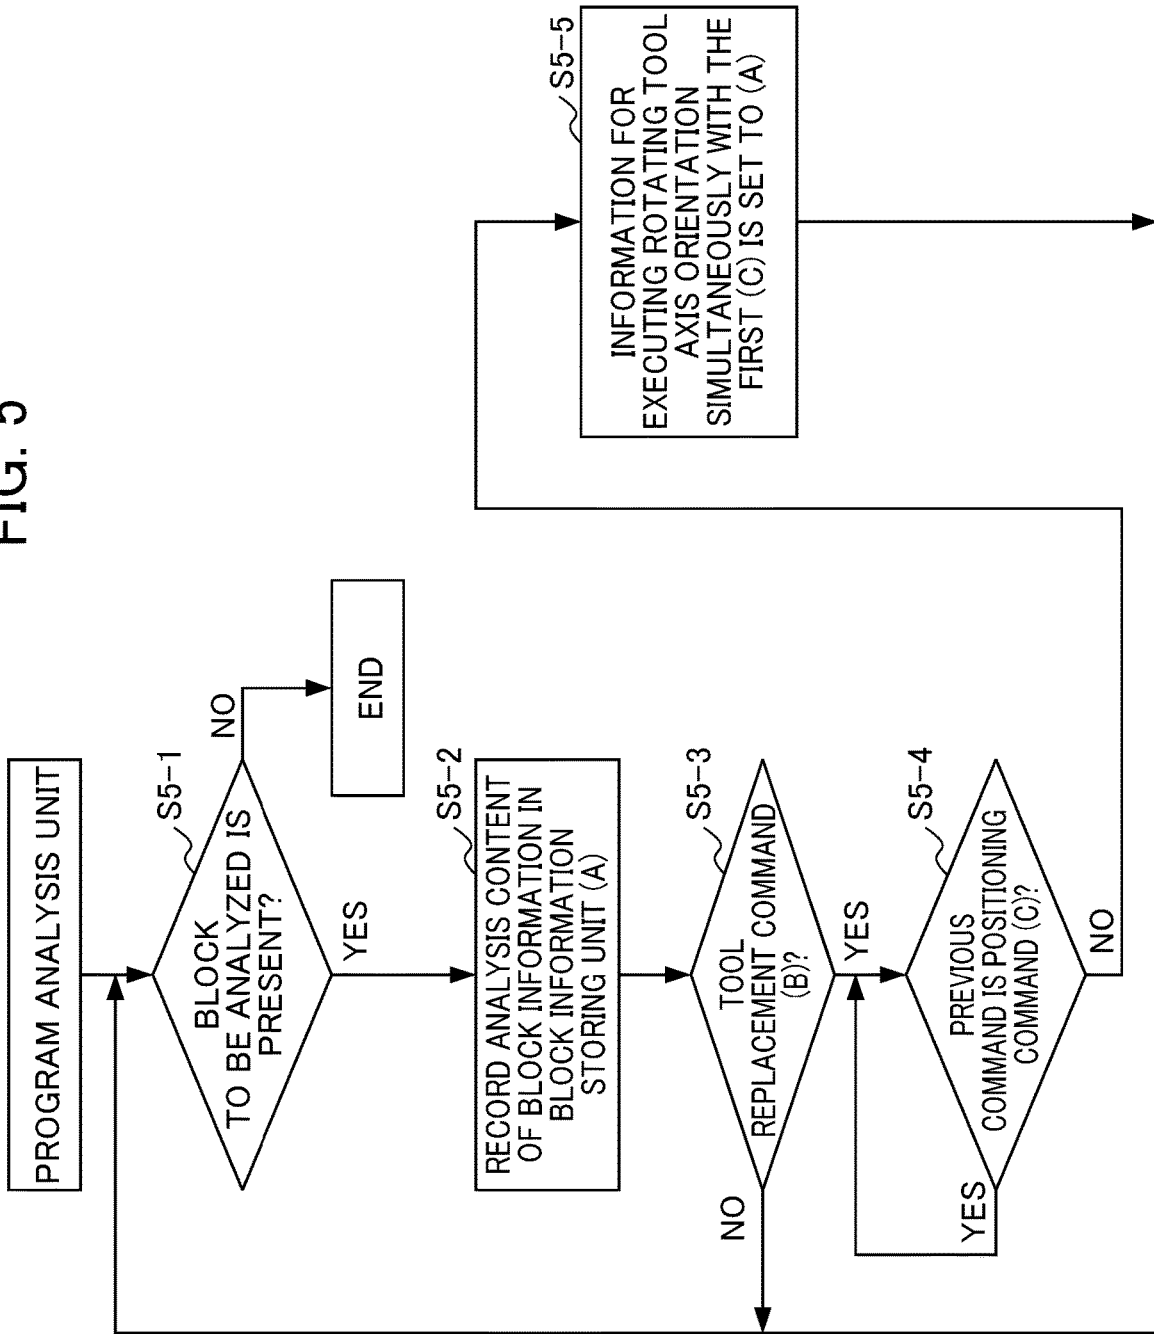 FIG. 5
PROGRAM ANALYSIS UNIT
S5-1
BLOCK
TO BE ANALYZED IS
PRESENT?
NO
END
YES
S5-2
RECORD ANALYSIS CONTENT
OF BLOCK INFORMATION IN
BLOCK INFORMATION
STORING UNIT (A)
S5-3
TOOL
REPLACEMENT COMMAND
(B)?
NO
YES
S5-4
PREVIOUS
COMMAND IS POSITIONING
COMMAND (C)?
YES
NO
S5-5
INFORMATION FOR
EXECUTING ROTATING TOOL
AXIS ORIENTATION
SIMULTANEOUSLY WITH THE
FIRST (C) IS SET TO (A)